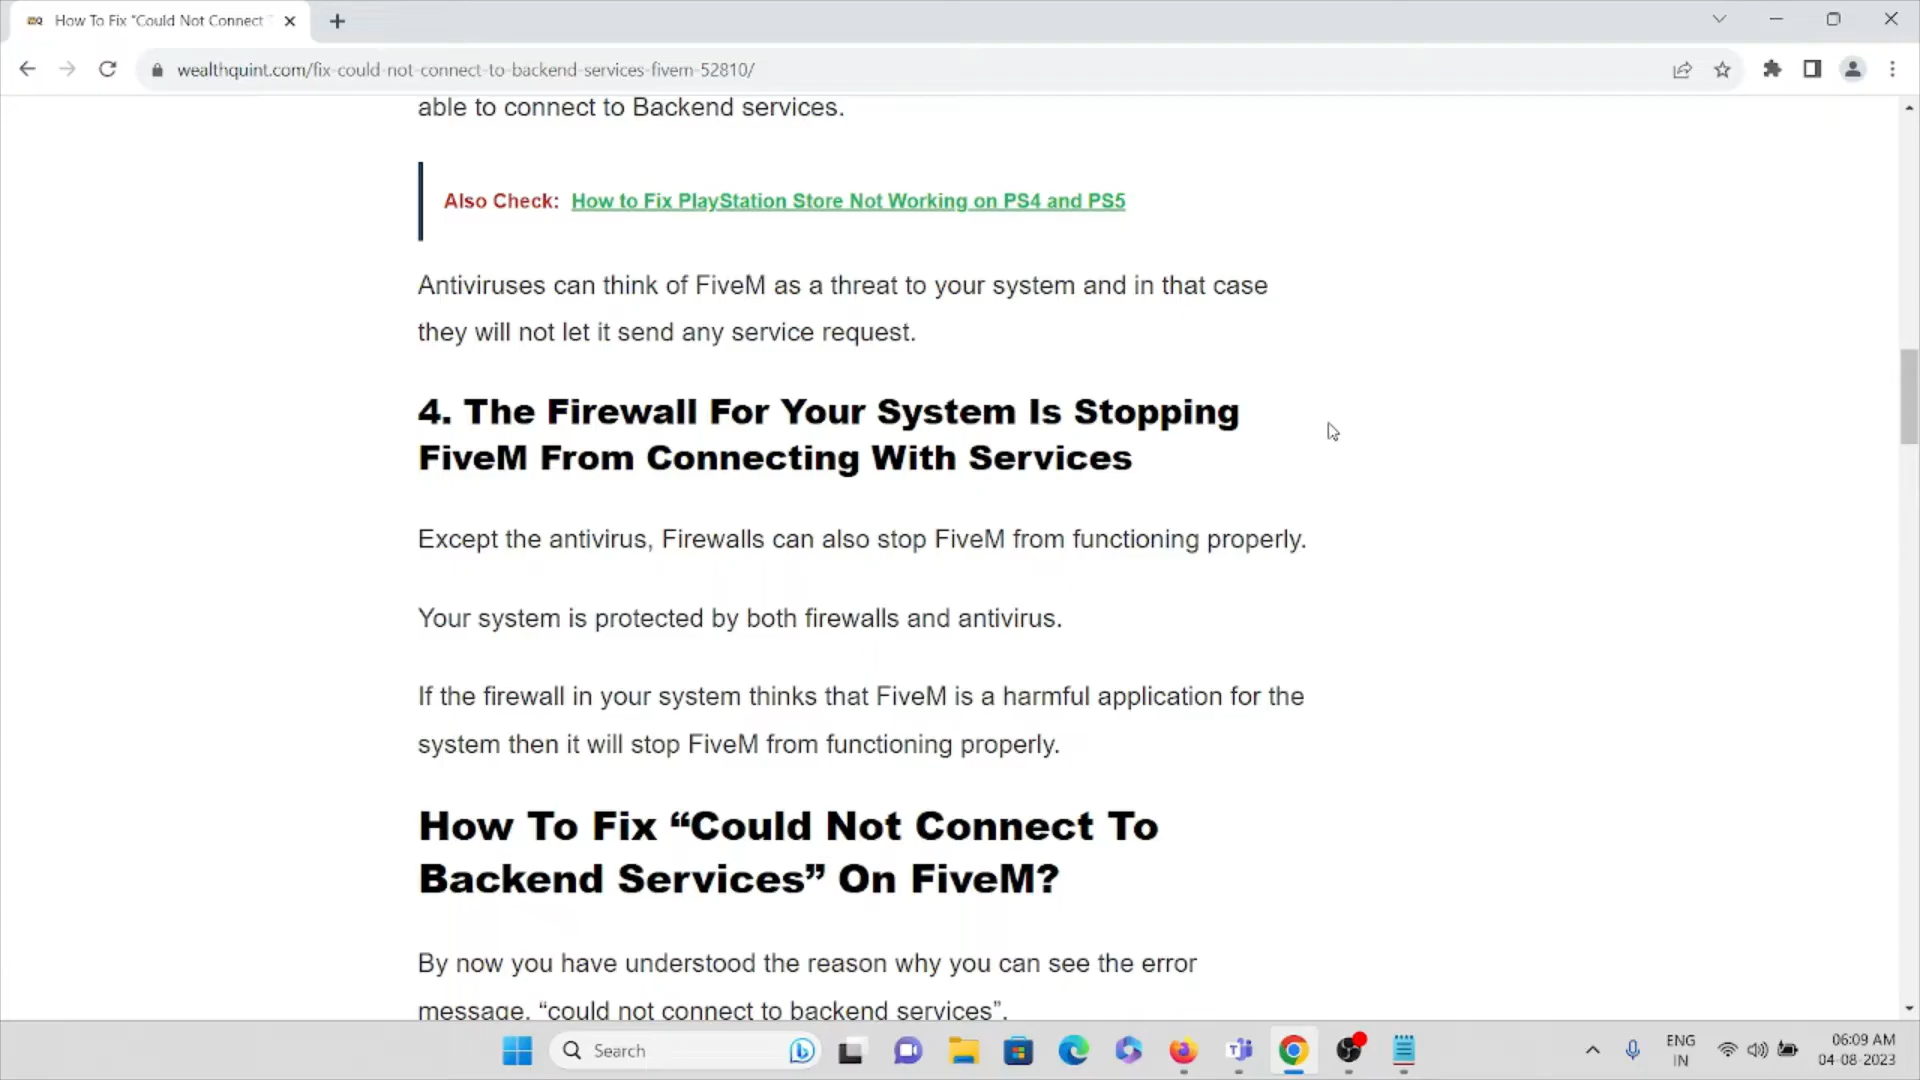 How To Fix “Could Not Connect T
wealthquint.com/fix-could-not-connect-to-backend-services-fivem-52810/
able to connect to Backend services.
Also Check: How to Fix PlayStation Store Not Working on PS4 and PS5
Antiviruses can think of FiveM as a threat to your system and in that case
they will not let it send any service request.
4. The Firewall For Your System Is Stopping
FiveM From Connecting With Services
Except the antivirus, Firewalls can also stop FiveM from functioning properly.
Your system is protected by both firewalls and antivirus.
If the firewall in your system thinks that FiveM is a harmful application for the
system then it will stop FiveM from functioning properly.
How To Fix “Could Not Connect To
Backend Services” On FiveM?
By now you have understood the reason why you can see the error
message, “could not connect to backend services”.
Search
ENG
IN
06:09 AM
04-08-2023